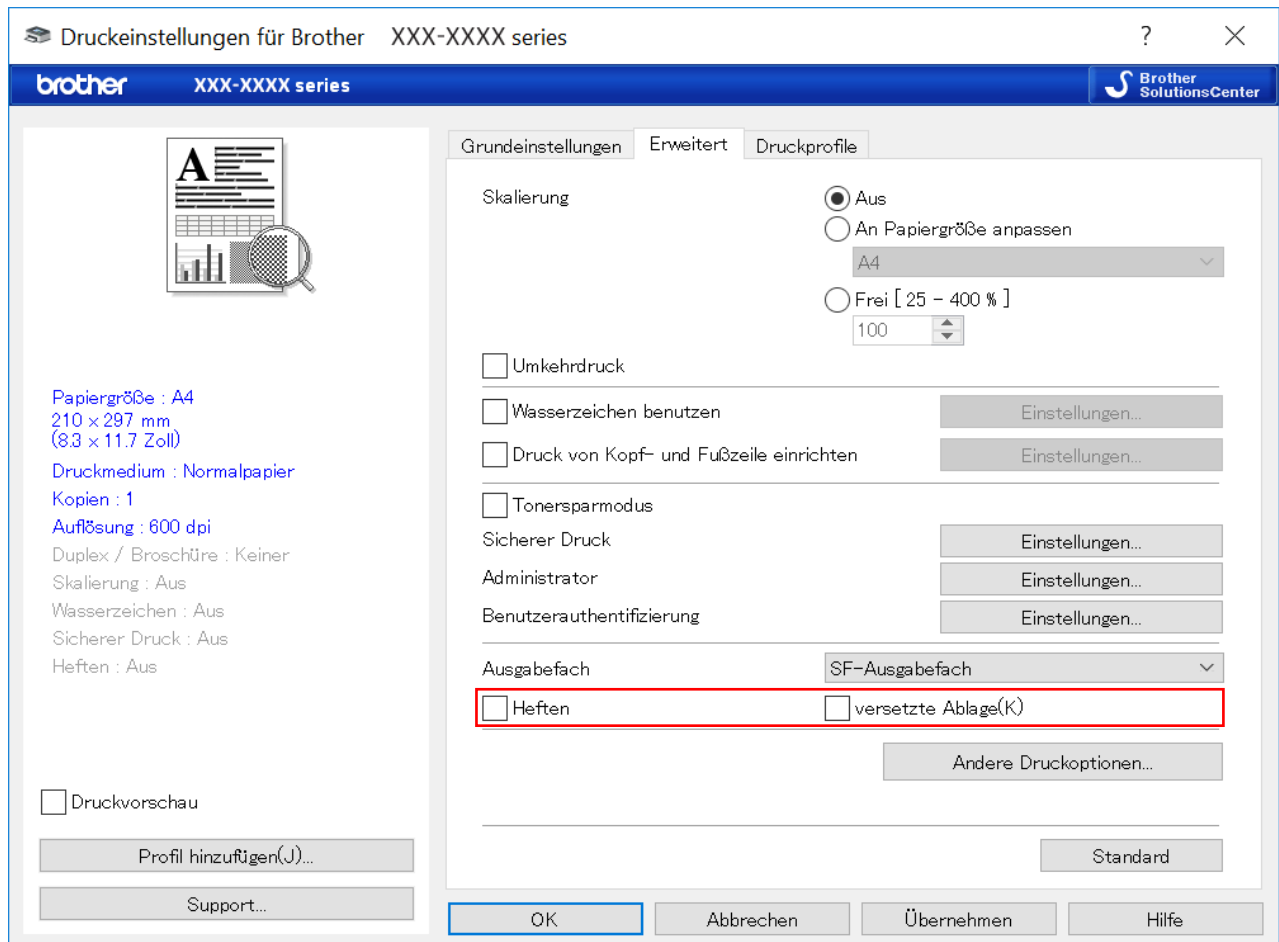 Druckeinstellungen für Brother XXX-XXXX series
?
brother XXX-XXXX series
Brother
SolutionsCenter
A
Papiergröße : A4
210 x 297 mm
(8.3 x 11.7 Zoll)
Druckmedium : Normalpapier
Kopien : 1
Auflösung : 600 dpi
Duplex / Broschüre : Keiner
Skalierung : Aus
Wasserzeichen : Aus
Sicherer Druck : Aus
Heften : Aus
Druckvorschau
Profil hinzufügen(J)...
Support...
Grundeinstellungen Erweitert Druckprofile
Skalierung
Aus
An Papiergröße anpassen
A4
Frei [ 25 - 400 % ]
100
Umkehrdruck
Wasserzeichen benutzen Einstellungen...
Druck von Kopf- und Fußzeile einrichten Einstellungen...
Tonersparmodus
Sicherer Druck Einstellungen...
Administrator Einstellungen...
Benutzerauthentifizierung Einstellungen...
Ausgabefach SF-Ausgabefach
Heften versetzte Ablage(K)
Andere Druckoptionen...
Standard
OK Abbrechen Übernehmen Hilfe